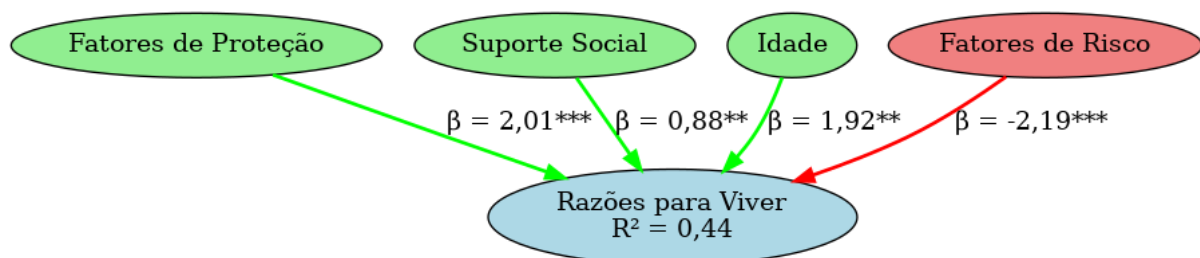 Fatores de Proteção
Suporte Social
Idade
Fatores de Risco
β = 2,01***
β = 0,88**
β = 1,92**
β = -2,19***
Razões para Viver
R² = 0,44